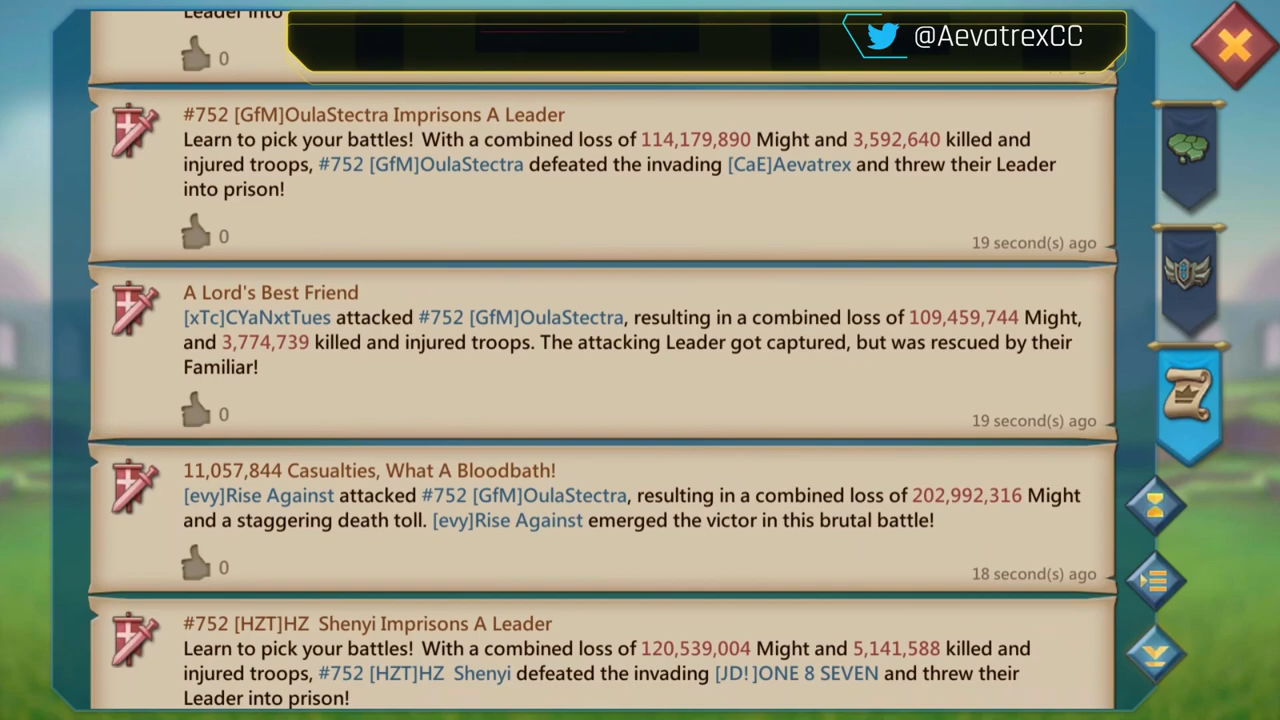 Leader into
0
@AevatrexCC
#752 [GfM]OulaStectra Imprisons A Leader
Learn to pick your battles! With a combined loss of 114,179,890 Might and 3,592,640 killed and
injured troops, #752 [GfM]OulaStectra defeated the invading [CaE]Aevatrex and threw their Leader
into prison!
0
19 second(s) ago
A Lord's Best Friend
[xTc]CYaNxtTues attacked #752 [GfM]OulaStectra, resulting in a combined loss of 109,459,744 Might,
and 3,774,739 killed and injured troops. The attacking Leader got captured, but was rescued by their
Familiar!
0
19 second(s) ago
11,057,844 Casualties, What A Bloodbath!
[evy]Rise Against attacked #752 [GfM]OulaStectra, resulting in a combined loss of 202,992,316 Might
and a staggering death toll. [evy]Rise Against emerged the victor in this brutal battle!
0
18 second(s) ago
#752 [HZT]HZ Shenyi Imprisons A Leader
Learn to pick your battles! With a combined loss of 120,539,004 Might and 5,141,588 killed and
injured troops, #752 [HZT]HZ Shenyi defeated the invading [JD!]ONE 8 SEVEN and threw their
Leader into prison!